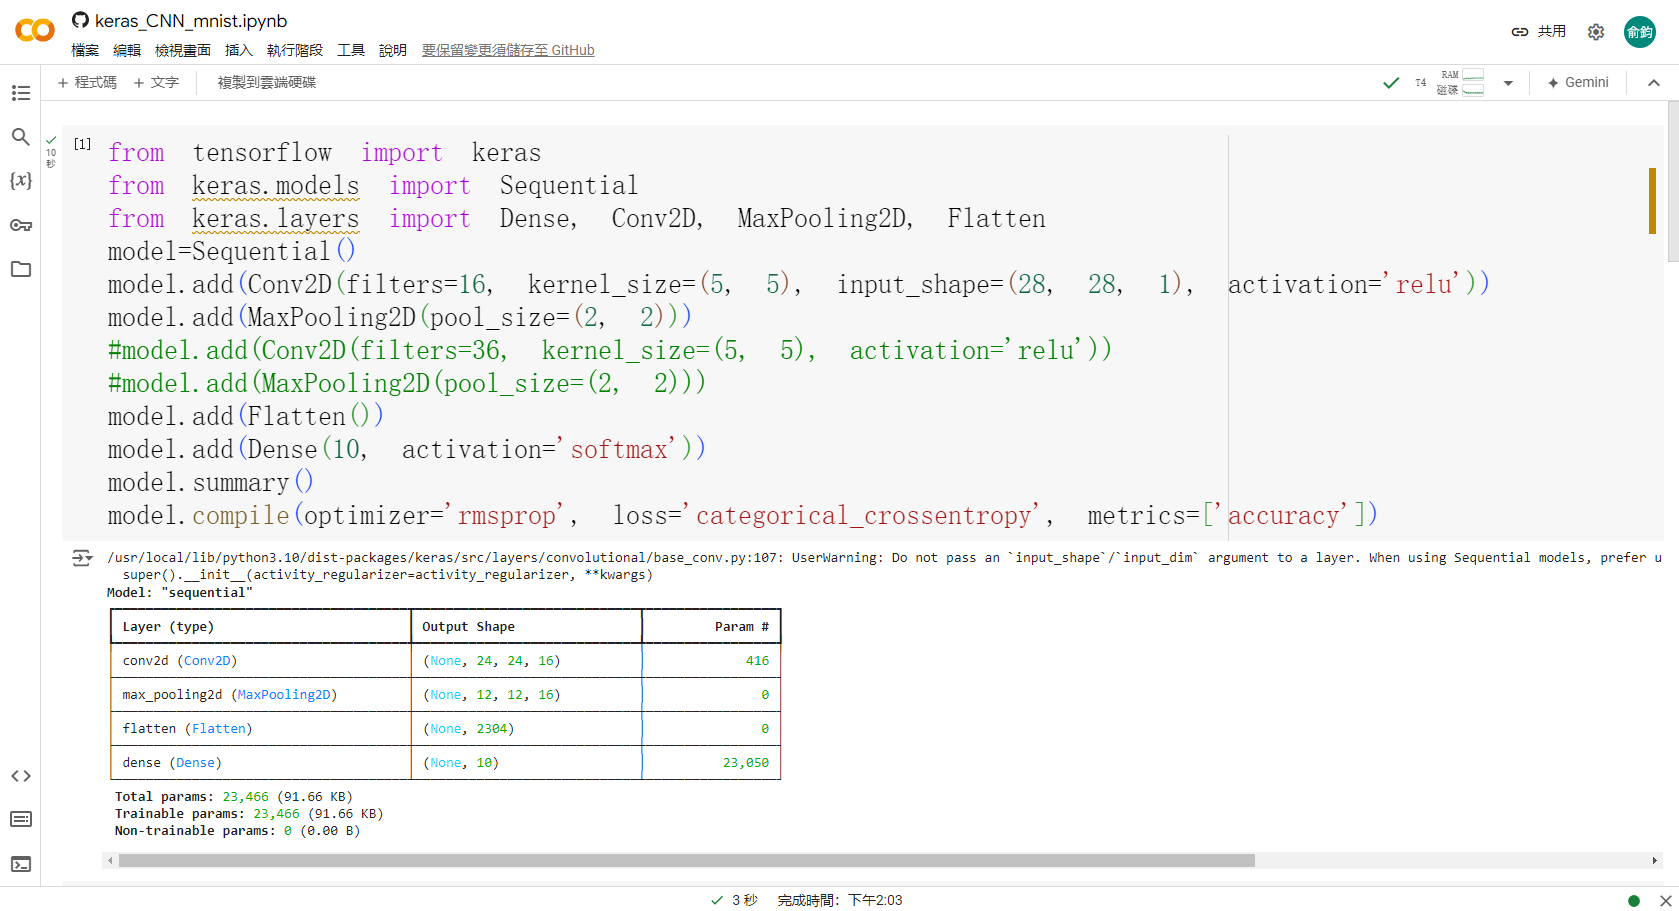 keras_CNN_mnist.ipynb
檔案 編輯 檢視畫面 插入 執行階段 工具 說明 要保留變更須儲存至 GitHub
共用
俞鈞
+ 程式碼 + 文字 複製到雲端硬碟
T4 RAM
磁碟
Gemini
[1]
10
秒
from tensorflow import keras
from keras.models import Sequential
from keras.layers import Dense, Conv2D, MaxPooling2D, Flatten
model=Sequential()
model.add(Conv2D(filters=16, kernel_size=(5, 5), input_shape=(28, 28, 1), activation='relu'))
model.add(MaxPooling2D(pool_size=(2, 2)))
#model.add(Conv2D(filters=36, kernel_size=(5, 5), activation='relu'))
#model.add(MaxPooling2D(pool_size=(2, 2)))
model.add(Flatten())
model.add(Dense(10, activation='softmax'))
model.summary()
model.compile(optimizer='rmsprop', loss='categorical_crossentropy', metrics=['accuracy'])
/usr/local/lib/python3.10/dist-packages/keras/src/layers/convolutional/base_conv.py:107: UserWarning: Do not pass an `input_shape`/`input_dim` argument to a layer. When using Sequential models, prefer u
super().__init__(activity_regularizer=activity_regularizer, **kwargs)
Model: "sequential"
Layer (type) Output Shape Param #
conv2d (Conv2D) (None, 24, 24, 16) 416
max_pooling2d (MaxPooling2D) (None, 12, 12, 16) 0
flatten (Flatten) (None, 2304) 0
dense (Dense) (None, 10) 23,050
Total params: 23,466 (91.66 KB)
Trainable params: 23,466 (91.66 KB)
Non-trainable params: 0 (0.00 B)
3 秒 完成時間：下午2:03